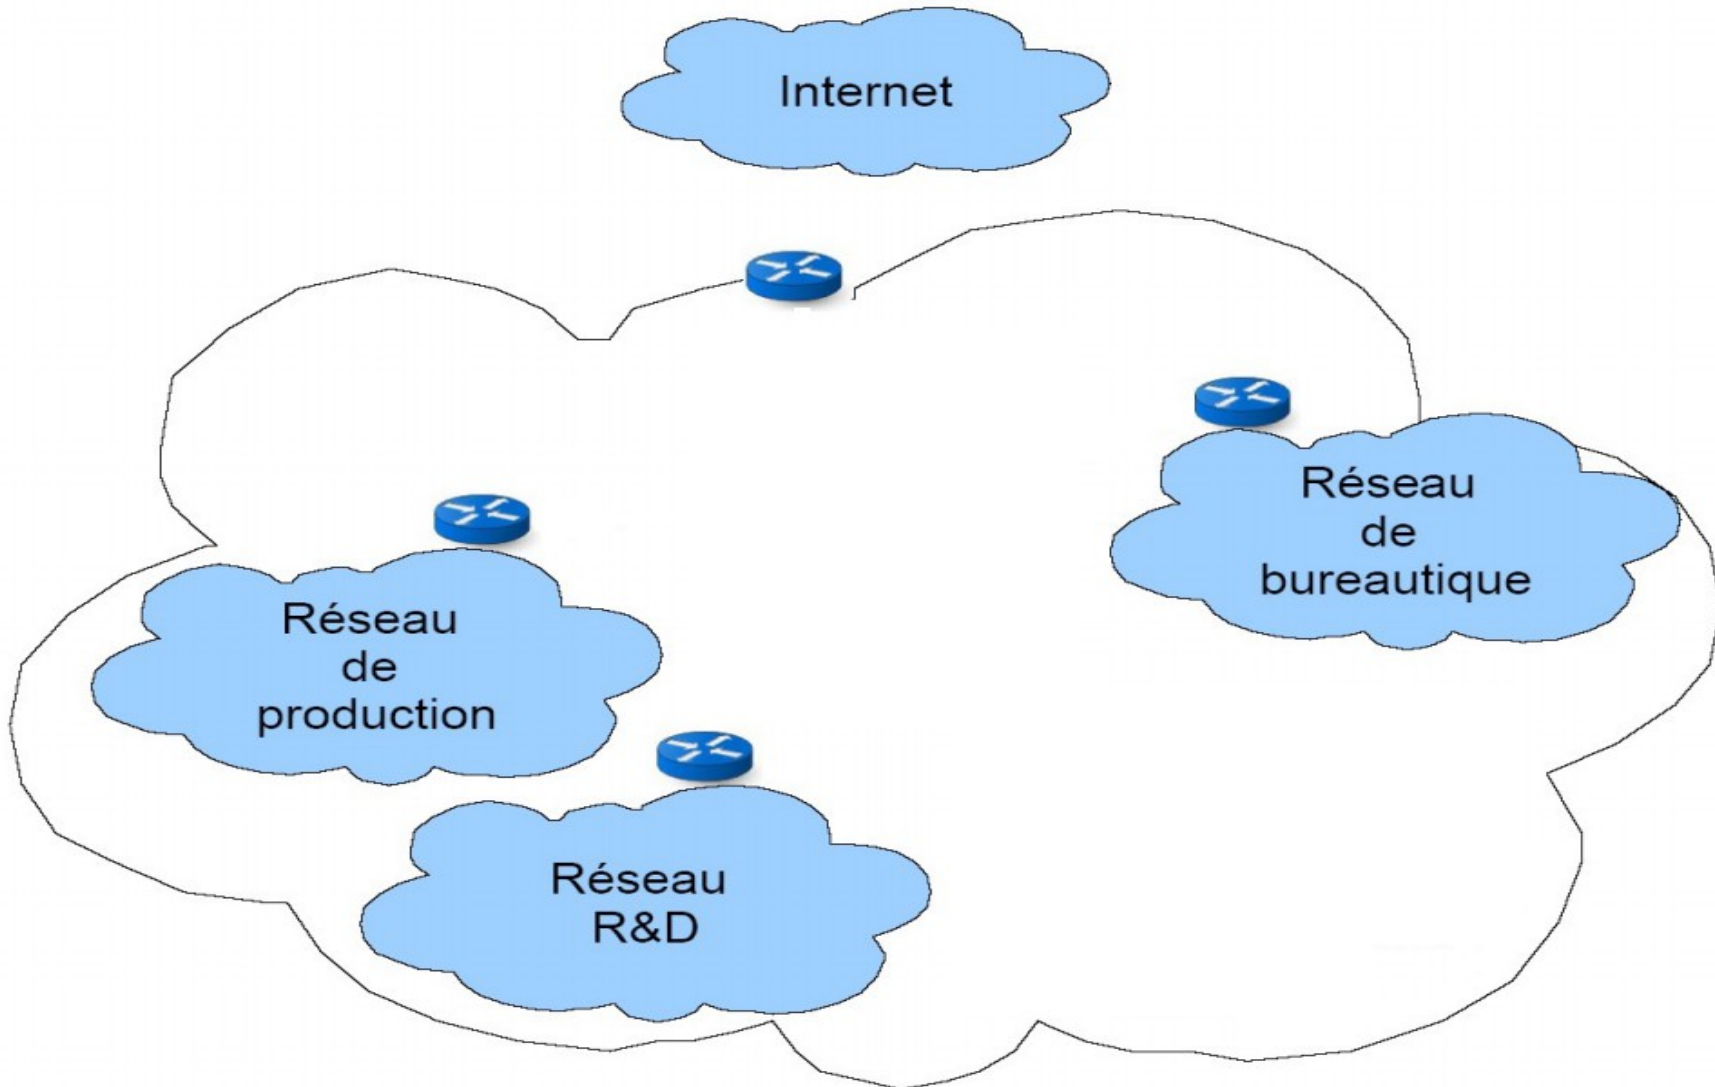 Internet
Réseau
de
bureautique
Réseau
de
production
Réseau
R&D